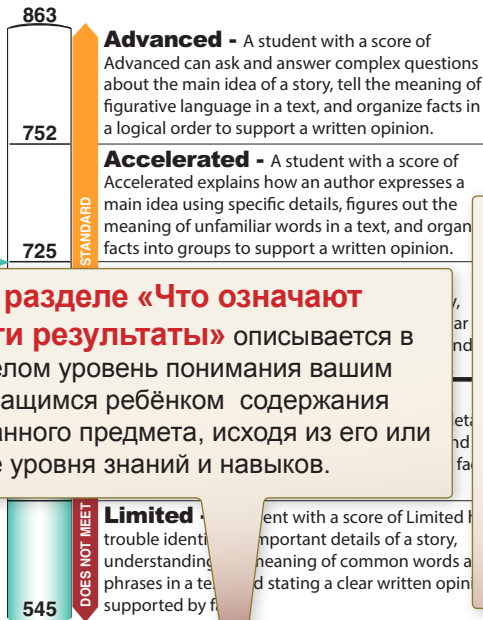 863
Advanced - A student with a score of
Advanced can ask and answer complex questions
about the main idea of a story, tell the meaning of
figurative language in a text, and organize facts in
a logical order to support a written opinion.
752
Accelerated - A student with a score of
Accelerated explains how an author expresses a
main idea using specific details, figures out the
meaning of unfamiliar words in a text, and organ
facts into groups to support a written opinion.
725
STANDARD
разделе «Что означают
ти результаты» описывается в
елом уровень понимания вашим
ащимся ребёнком содержания
анного предмета, исходя из его или
е уровня знаний и навыков.
DOES NOT MEET
Limited
ent with a score of Limited
trouble identi
mportant details of a story,
understanding
meaning of common words a
phrases in a te
d stating a clear written opini
supported by f
545